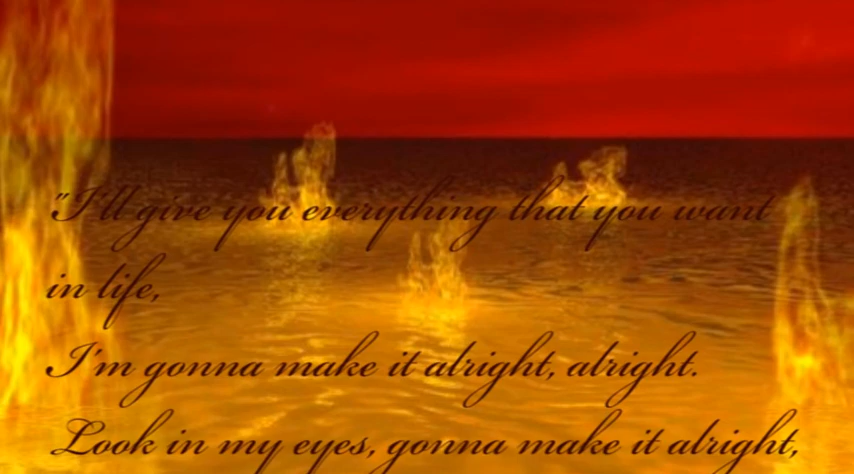 "I'll give you everything that you want
in life,
I'm gonna make it alright, alright.
Look in my eyes, gonna make it alright,